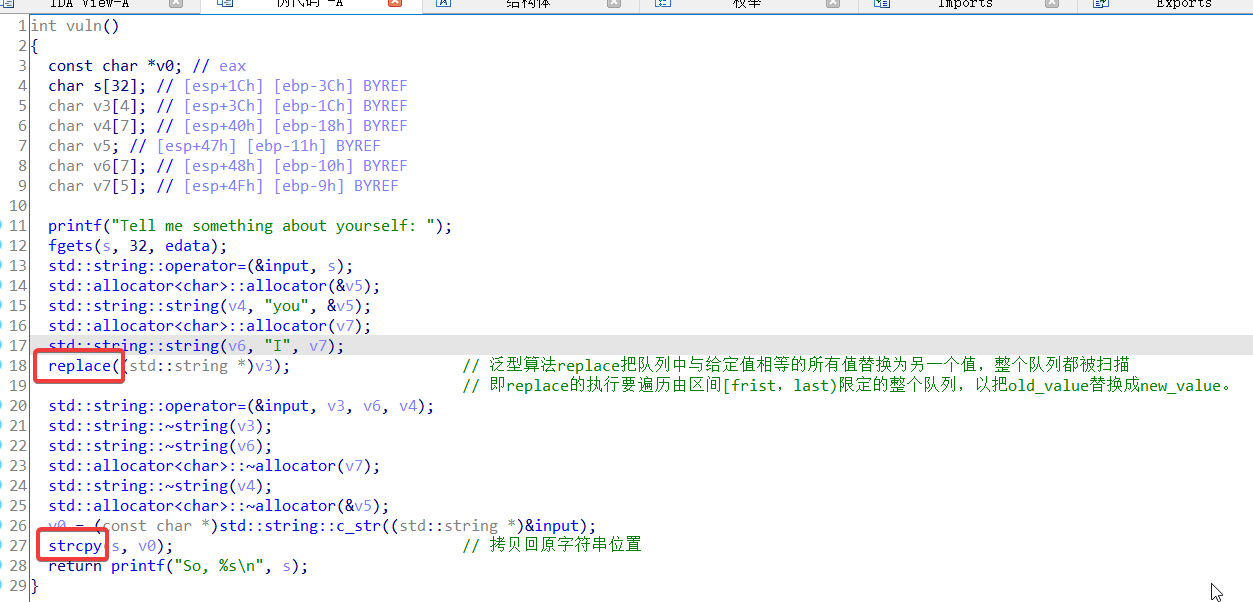 IDA View-A 伪代码 -A 结构体 枚举 Imports Exports
1 int vuln()
2 {
3 const char *v0; // eax
4 char s[32]; // [esp+1Ch] [ebp-3Ch] BYREF
5 char v3[4]; // [esp+3Ch] [ebp-1Ch] BYREF
6 char v4[7]; // [esp+40h] [ebp-18h] BYREF
7 char v5; // [esp+47h] [ebp-11h] BYREF
8 char v6[7]; // [esp+48h] [ebp-10h] BYREF
9 char v7[5]; // [esp+4Fh] [ebp-9h] BYREF
10
11 printf("Tell me something about yourself: ");
12 fgets(s, 32, edata);
13 std::string::operator=(&input, s);
14 std::allocator<char>::allocator(&v5);
15 std::string::string(v4, "you", &v5);
16 std::allocator<char>::allocator(v7);
17 std::string::string(v6, "I", v7);
18 replace((std::string *)v3); // 泛型算法replace把队列中与给定值相等的所有值替换为另一个值，整个队列都被扫描
19 // 即replace的执行要遍历由区间[frist，last)限定的整个队列，以把old_value替换成new_value。
20 std::string::operator=(&input, v3, v6, v4);
21 std::string::~string(v3);
22 std::string::~string(v6);
23 std::allocator<char>::~allocator(v7);
24 std::string::~string(v4);
25 std::allocator<char>::~allocator(&v5);
26 v0 = (const char *)std::string::c_str((std::string *)&input);
27 strcpy(s, v0); // 拷贝回原字符串位置
28 return printf("So, %s\n", s);
29 }